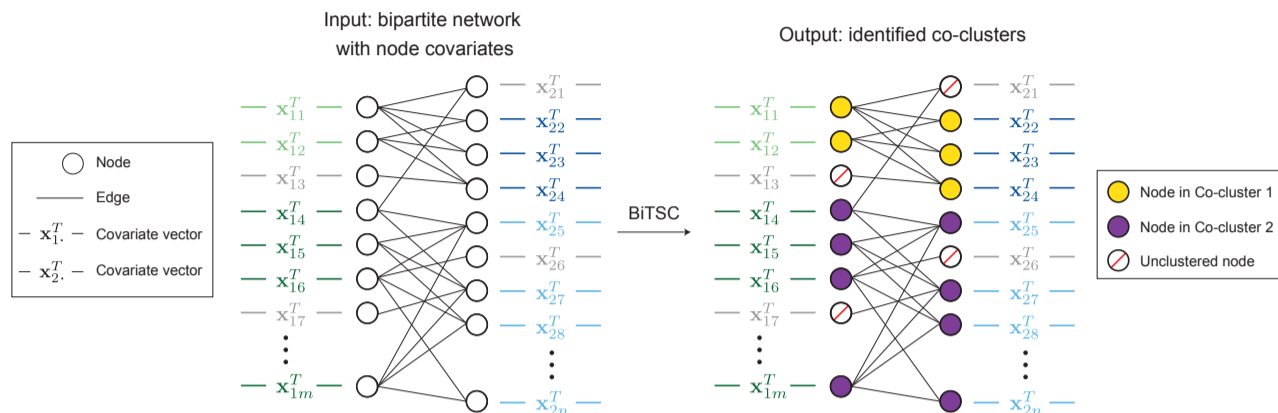 Input: bipartite network
with node covariates
Output: identified co-clusters
Node
Edge
x_{1·}^T Covariate vector
x_{2·}^T Covariate vector
x_{11}^T
x_{12}^T
x_{13}^T
x_{14}^T
x_{15}^T
x_{16}^T
x_{17}^T
x_{1m}^T
x_{21}^T
x_{22}^T
x_{23}^T
x_{24}^T
x_{25}^T
x_{26}^T
x_{27}^T
x_{28}^T
x_{2n}^T
BiTSC
x_{11}^T
x_{12}^T
x_{13}^T
x_{14}^T
x_{15}^T
x_{16}^T
x_{17}^T
x_{1m}^T
x_{21}^T
x_{22}^T
x_{23}^T
x_{24}^T
x_{25}^T
x_{26}^T
x_{27}^T
x_{28}^T
x_{2n}^T
Node in Co-cluster 1
Node in Co-cluster 2
Unclustered node